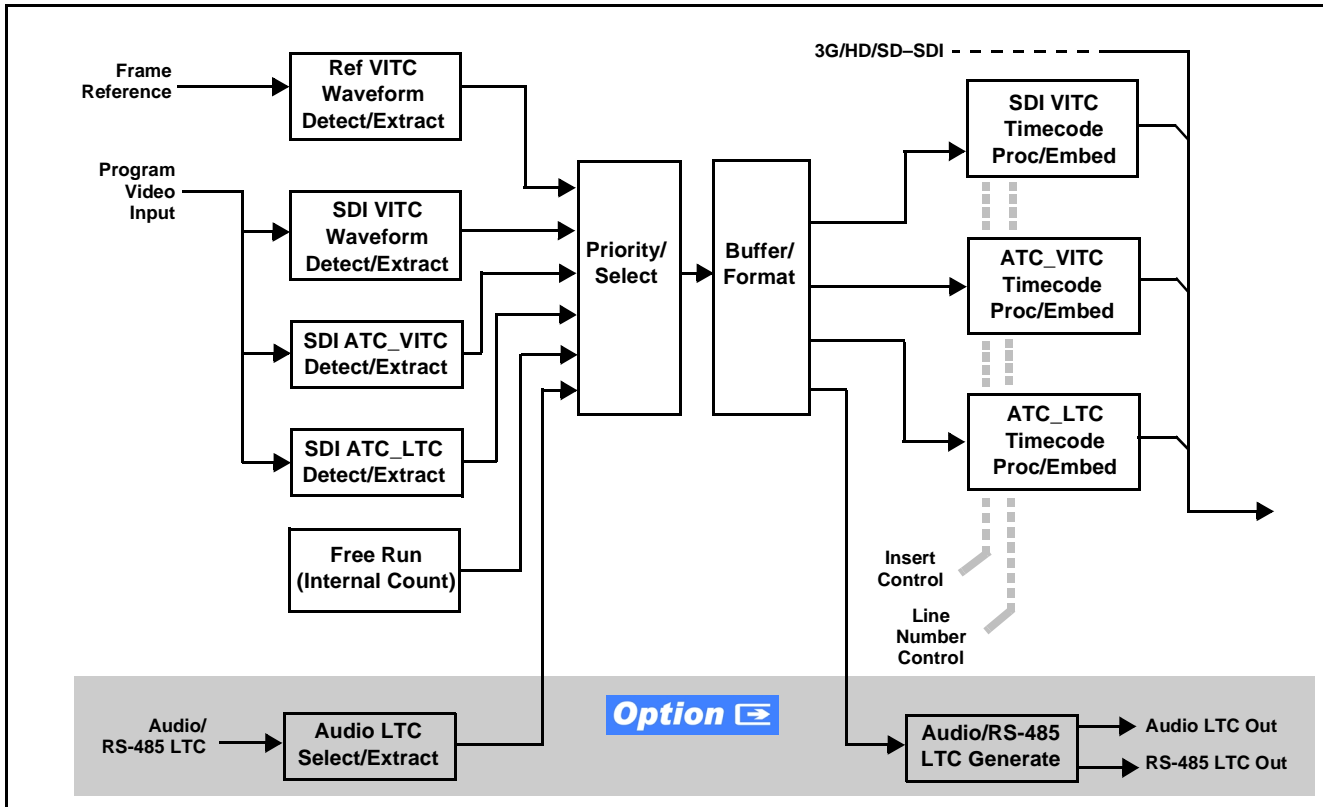 Frame
Reference
Ref VITC
Waveform
Detect/Extract
3G/HD/SD–SDI
SDI VITC
Timecode
Proc/Embed
Program
Video
Input
SDI VITC
Waveform
Detect/Extract
Priority/
Select
Buffer/
Format
ATC_VITC
Timecode
Proc/Embed
SDI ATC_VITC
Detect/Extract
SDI ATC_LTC
Detect/Extract
ATC_LTC
Timecode
Proc/Embed
Free Run
(Internal Count)
Insert
Control
Line
Number
Control
Option
Audio/
RS-485 LTC
Audio LTC
Select/Extract
Audio/RS-485
LTC Generate
Audio LTC Out
RS-485 LTC Out